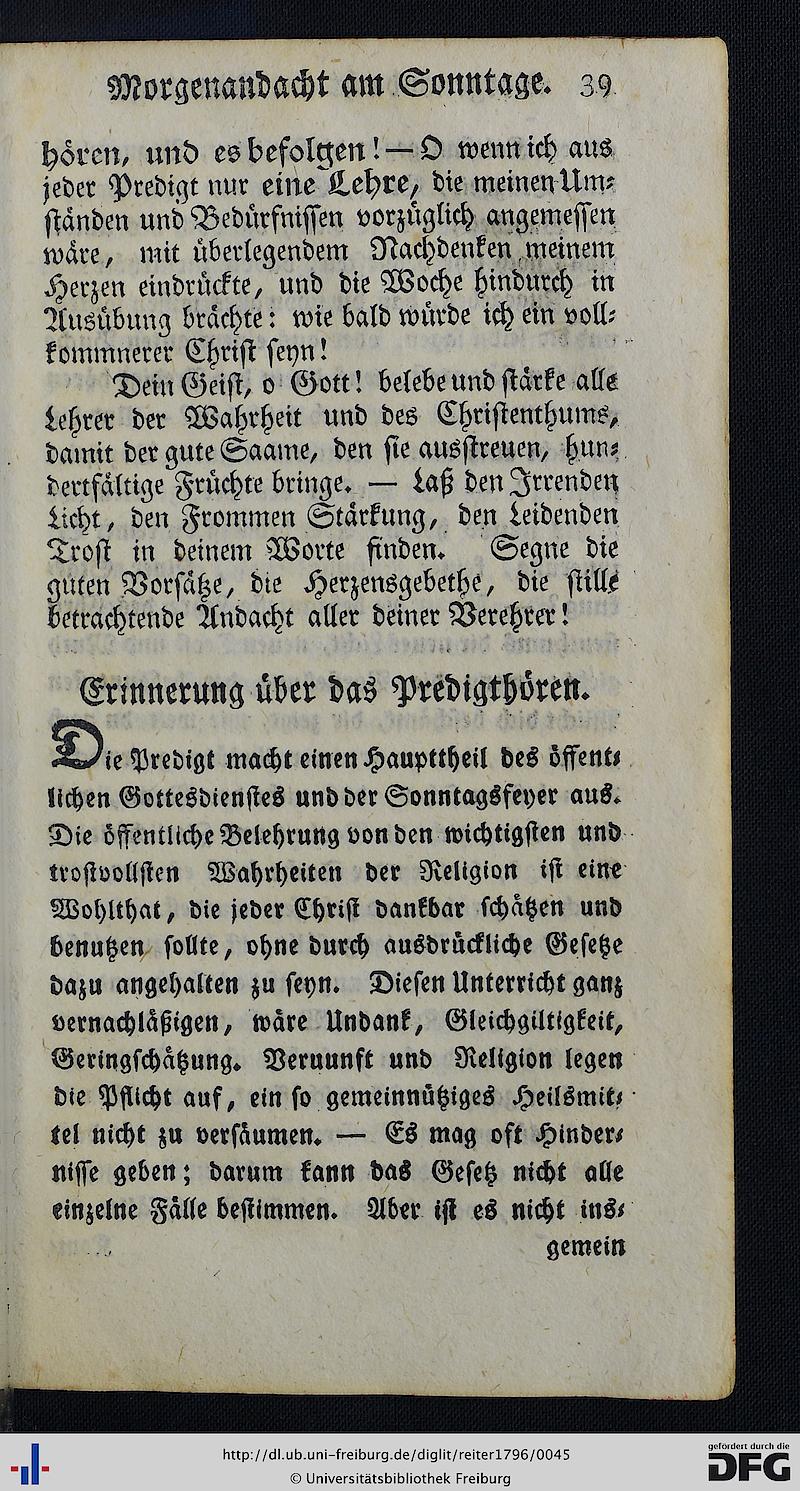 Morgenandacht am Sonntage. 39
hören, und es befolgen! — O wenn ich aus
jeder Predigt nur eine Lehre, die meinen Um⸗
ständen und Bedürfnissen vorzüglich angemessen
wäre, mit überlegendem Nachdenken meinem
Herzen eindrückte, und die Woche hindurch in
Ausübung brächte: wie bald würde ich ein voll⸗
kommnerer Christ seyn!
Dein Geist, o Gott! belebe und stärke alle
Lehrer der Wahrheit und des Christenthums,
damit der gute Saame, den sie ausstreuen, hun⸗
dertfältige Früchte bringe. — Laß den Irrenden
Licht, den Frommen Stärkung, den Leidenden
Trost in deinem Worte finden. Segne die
guten Vorsätze, die Herzensgebethe, die stille
betrachtende Andacht aller deiner Verehrer!
Erinnerung über das Predigthören.
Die Predigt macht einen Haupttheil des öffent⸗
lichen Gottesdienstes und der Sonntagsfeyer aus.
Die öffentliche Belehrung von den wichtigsten und
trostvollsten Wahrheiten der Religion ist eine
Wohlthat, die jeder Christ dankbar schätzen und
benutzen sollte, ohne durch ausdrückliche Gesetze
dazu angehalten zu seyn. Diesen Unterricht ganz
vernachläßigen, wäre Undank, Gleichgiltigkeit,
Geringschätzung. Veruunft und Religion legen
die Pflicht auf, ein so gemeinnütziges Heilsmit⸗
tel nicht zu versäumen. — Es mag oft Hinder⸗
nisse geben; darum kann das Gesetz nicht alle
einzelne Fälle bestimmen. Aber ist es nicht ins⸗
gemein
http://dl.ub.uni-freiburg.de/diglit/reiter1796/0045
© Universitätsbibliothek Freiburg
gefördert durch die
DFG